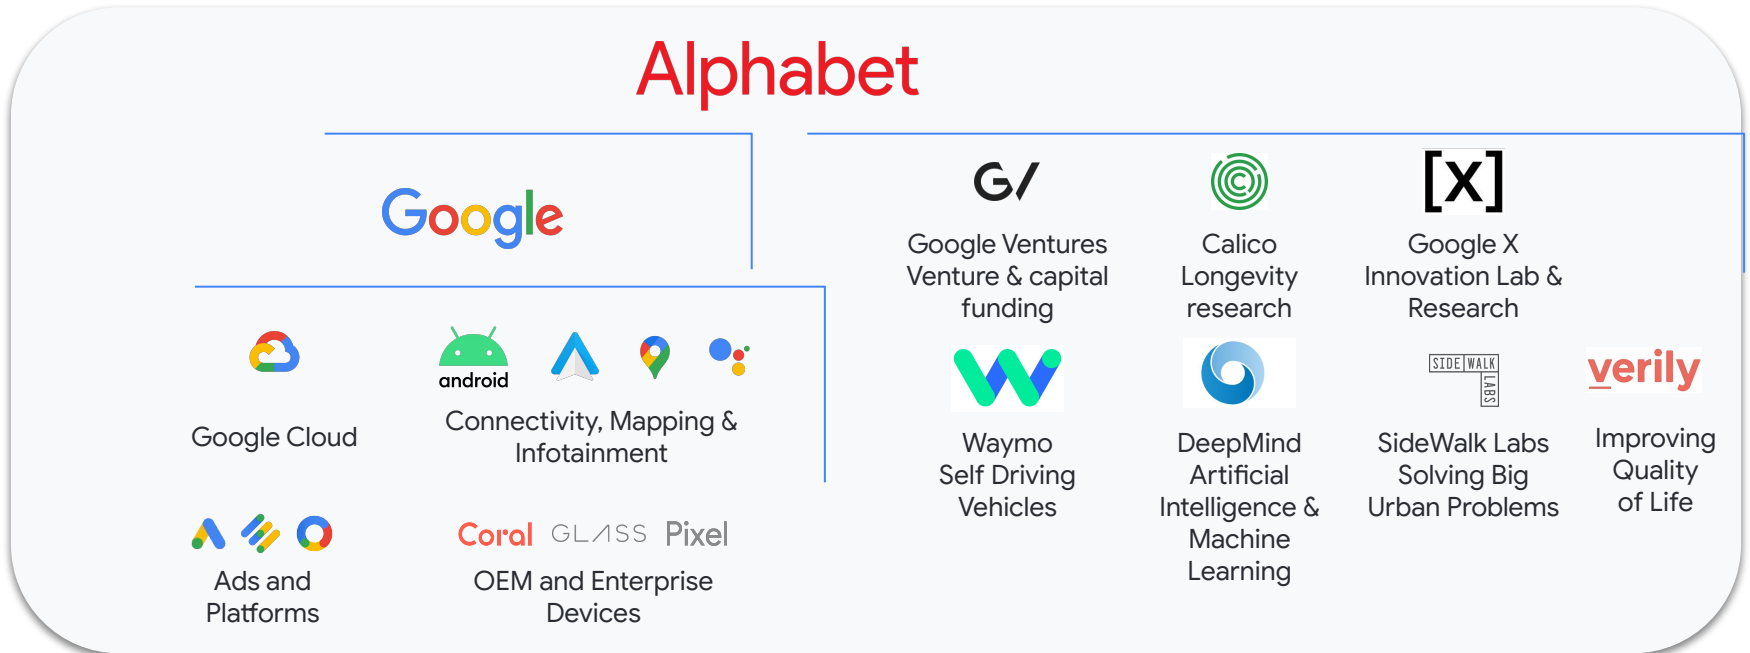 Alphabet
Google
Google Cloud
android
Connectivity, Mapping &
Infotainment
Ads and
Platforms
Coral GLASS Pixel
OEM and Enterprise
Devices
G/
Google Ventures
Venture & capital
funding
C
Calico
Longevity
research
[X]
Google X
Innovation Lab &
Research
W
Waymo
Self Driving
Vehicles
DeepMind
Artificial
Intelligence &
Machine
Learning
SIDE WALK
LABS
SideWalk Labs
Solving Big
Urban Problems
verily
Improving
Quality
of Life